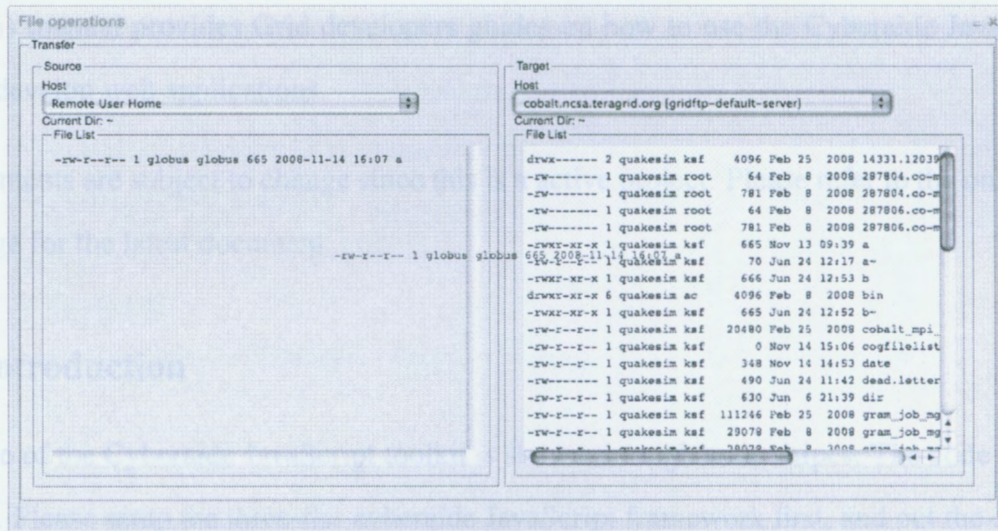 File operations
Transfer
Source
Host
Remote User Home
Current Dir: ~
File List
-rw-r--r-- 1 globus globus 665 2008-11-14 16:07 a
Target
Host
cobalt.ncsa.teragrid.org (gridftp-default-server)
Current Dir: ~
File List
drwx------ 2 quakesim ksf 4096 Feb 25 2008 14331.12039
-rw------- 1 quakesim root 64 Feb 8 2008 287804.co-m
-rw------- 1 quakesim root 781 Feb 8 2008 287804.co-m
-rw------- 1 quakesim root 64 Feb 8 2008 287806.co-m
-rw------- 1 quakesim root 781 Feb 8 2008 287806.co-m
-rwxr-xr-x 1 quakesim ksf 665 Nov 13 09:39 a
-rw-r--r-- 1 globus globus 665 2008-11-14 16:07 a
-rw-r--r-- 1 quakesim ksf 70 Jun 24 12:17 a~
-rwxr-xr-x 1 quakesim ksf 666 Jun 24 12:53 b
drwxr-xr-x 6 quakesim ac 4096 Feb 8 2008 bin
-rwxr-xr-x 1 quakesim ksf 665 Jun 24 12:52 b~
-rw-r--r-- 1 quakesim ksf 20480 Feb 25 2008 cobalt_mpi_
-rw-r--r-- 1 quakesim ksf 0 Nov 14 15:06 cogfilelist
-rw-r--r-- 1 quakesim ksf 348 Nov 14 14:53 date
-rw------- 1 quakesim ksf 490 Jun 24 11:42 dead.letter
-rw-r--r-- 1 quakesim ksf 630 Jun 6 21:39 dir
-rw-r--r-- 1 quakesim ksf 111246 Feb 25 2008 gram_job_mg
-rw-r--r-- 1 quakesim ksf 29078 Feb 8 2008 gram_job_mg